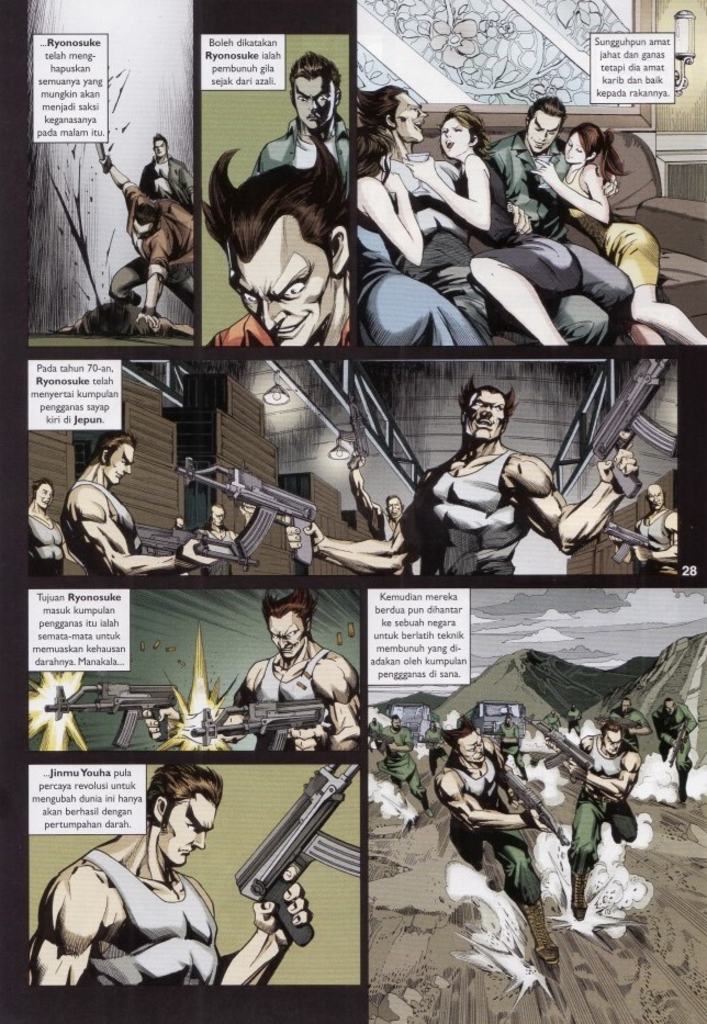 ...Ryonosuke
telah meng-
hapuskan
semuanya yang
mungkin akan
menjadi saksi
keganasanya
pada malam itu.
Boleh dikatakan
Ryonosuke ialah
pembunuh gila
sejak dari azali.
Sungguhpun amat
jahat dan ganas
tetapi dia amat
karib dan baik
kepada rakannya.
Pada tahun 70-an,
Ryonosuke telah
menyertai kumpulan
pengganas sayap
kiri di Jepun.
28
Tujuan Ryonosuke
masuk kumpulan
pengganas itu ialah
semata-mata untuk
memuaskan kehausan
darahnya. Manakala...
...Jinmu Youha pula
percaya revolusi untuk
mengubah dunia ini hanya
akan berhasil dengan
pertumpahan darah.
Kemudian mereka
berdua pun dihantar
ke sebuah negara
untuk berlatih teknik
membunuh yang di-
adakan oleh kumpulan
penggganas di sana.